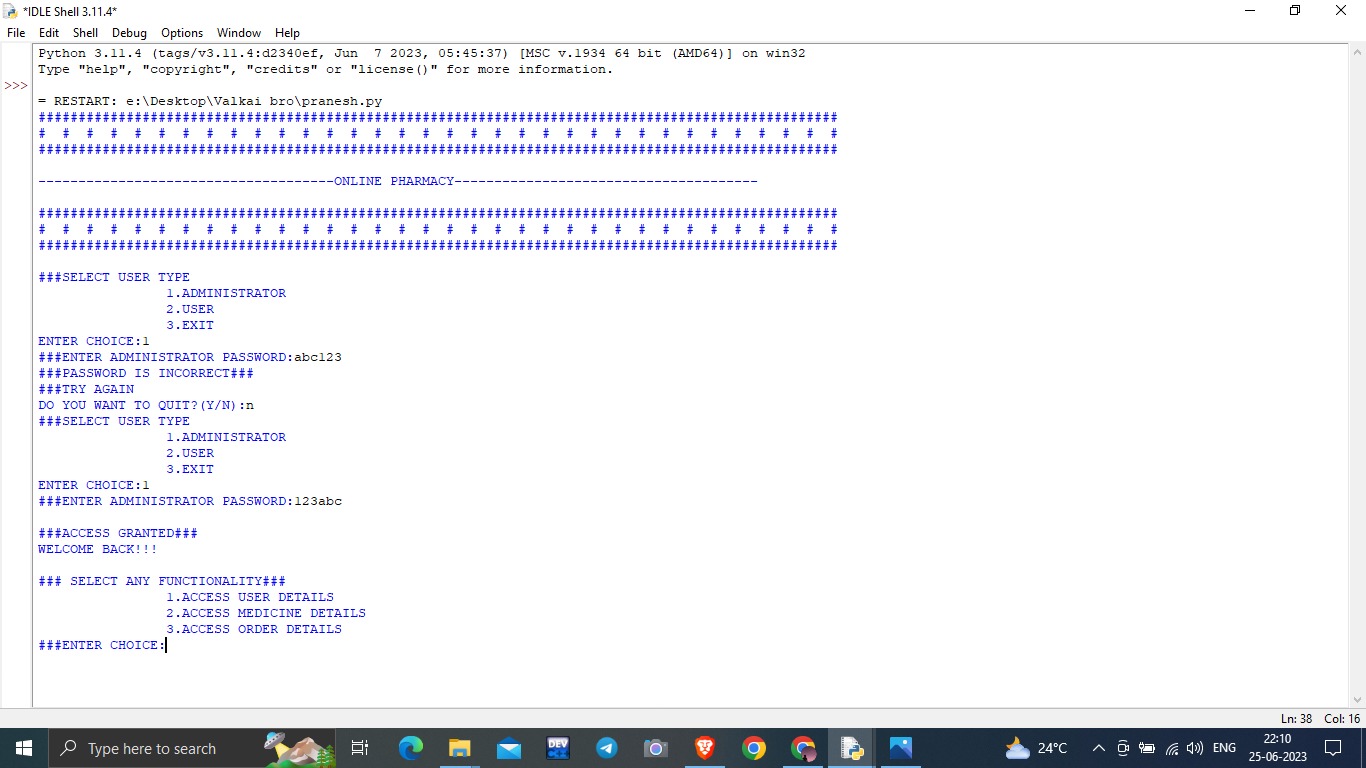 *IDLE Shell 3.11.4*
File Edit Shell Debug Options Window Help
Python 3.11.4 (tags/v3.11.4:d2340ef, Jun  7 2023, 05:45:37) [MSC v.1934 64 bit (AMD64)] on win32
Type "help", "copyright", "credits" or "license()" for more information.
>>>
= RESTART: e:\Desktop\Valkai bro\pranesh.py
####################################################################################################
#  #  #  #  #  #  #  #  #  #  #  #  #  #  #  #  #  #  #  #  #  #  #  #  #  #  #  #  #  #  #  #  #  #
####################################################################################################
-------------------------------------ONLINE PHARMACY--------------------------------------
####################################################################################################
#  #  #  #  #  #  #  #  #  #  #  #  #  #  #  #  #  #  #  #  #  #  #  #  #  #  #  #  #  #  #  #  #  #
####################################################################################################
###SELECT USER TYPE
1.ADMINISTRATOR
2.USER
3.EXIT
ENTER CHOICE:1
###ENTER ADMINISTRATOR PASSWORD:abc123
###PASSWORD IS INCORRECT###
###TRY AGAIN
DO YOU WANT TO QUIT?(Y/N):n
###SELECT USER TYPE
1.ADMINISTRATOR
2.USER
3.EXIT
ENTER CHOICE:1
###ENTER ADMINISTRATOR PASSWORD:123abc
###ACCESS GRANTED###
WELCOME BACK!!!
### SELECT ANY FUNCTIONALITY###
1.ACCESS USER DETAILS
2.ACCESS MEDICINE DETAILS
3.ACCESS ORDER DETAILS
###ENTER CHOICE:
Ln: 38 Col: 16
Type here to search
DEV
24°C
ENG
22:10
25-06-2023